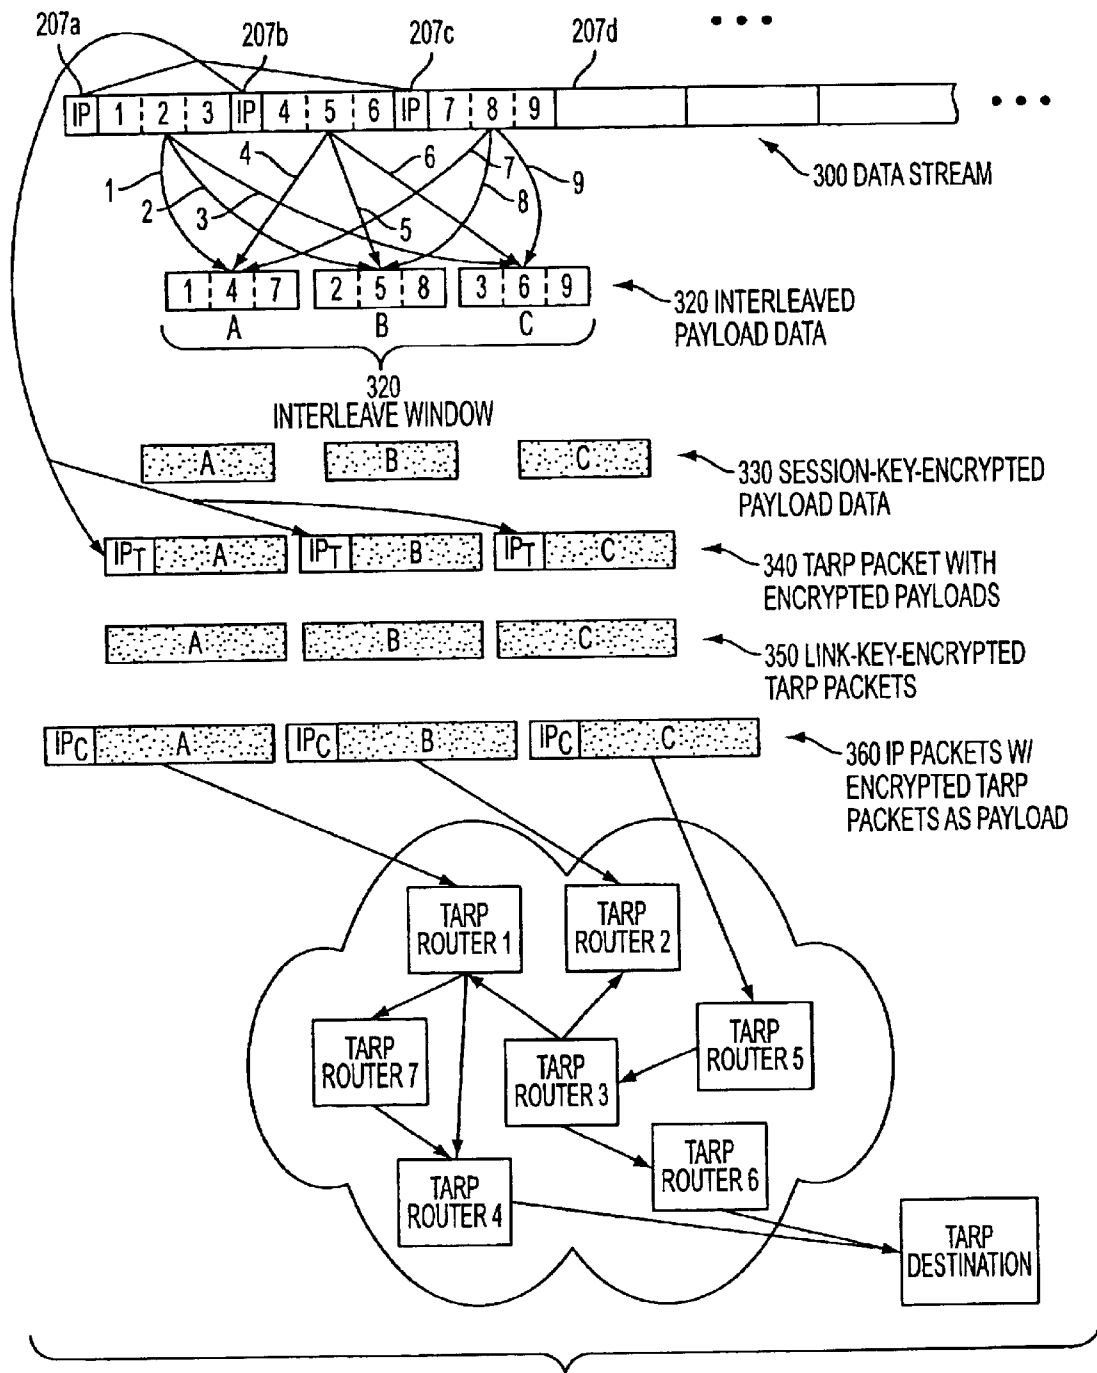 207a
207b
207c
207d
IP 1 2 3 IP 4 5 6 IP 7 8 9
300 DATA STREAM
1
2
3
4
5
6
7
8
9
1 4 7
2 5 8
3 6 9
A
B
C
320 INTERLEAVED
PAYLOAD DATA
320
INTERLEAVE WINDOW
A
B
C
330 SESSION-KEY-ENCRYPTED
PAYLOAD DATA
IPT A
IPT B
IPT C
340 TARP PACKET WITH
ENCRYPTED PAYLOADS
A
B
C
350 LINK-KEY-ENCRYPTED
TARP PACKETS
IPC A
IPC B
IPC C
360 IP PACKETS W/
ENCRYPTED TARP
PACKETS AS PAYLOAD
TARP
ROUTER 1
TARP
ROUTER 2
TARP
ROUTER 7
TARP
ROUTER 3
TARP
ROUTER 5
TARP
ROUTER 4
TARP
ROUTER 6
TARP
DESTINATION